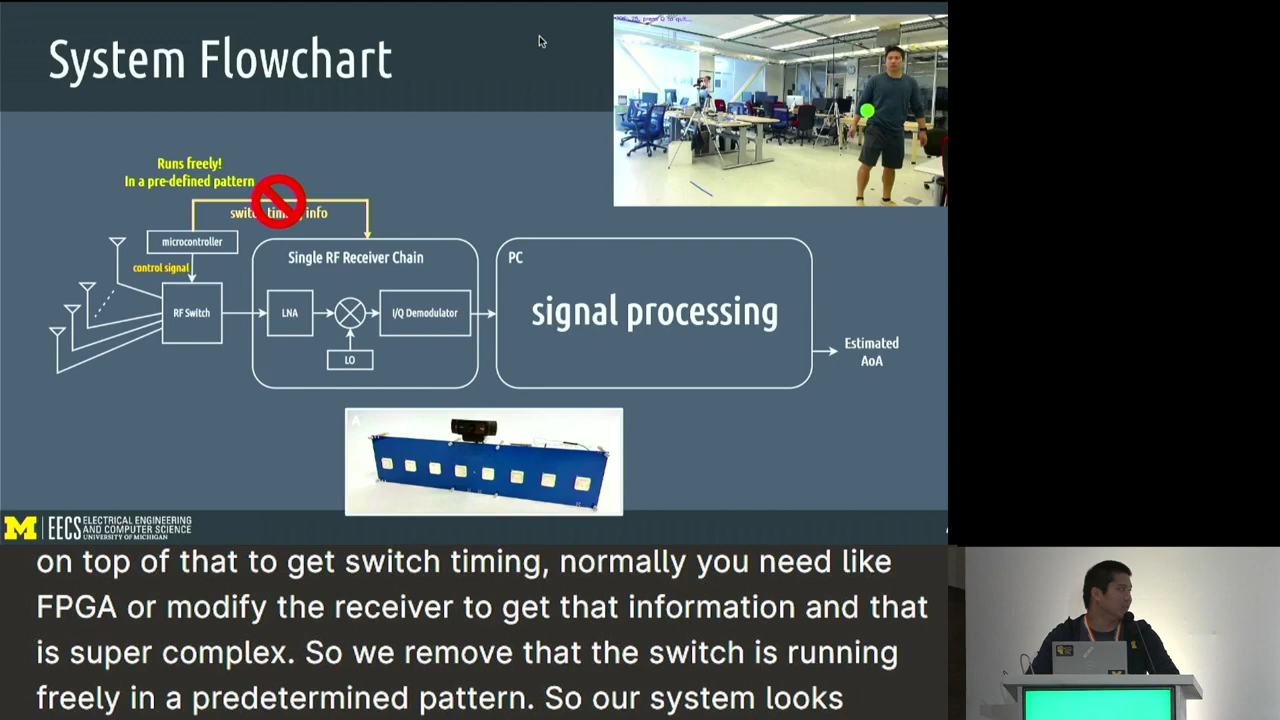 System Flowchart
Runs freely!
In a pre-defined pattern
info
microcontroller
control signal
RF Switch
Single RF Receiver Chain
LNA
I/Q Demodulator
LO
PC
signal processing
Estimated
AoA
A
M EECS ELECTRICAL ENGINEERING
AND COMPUTER SCIENCE
UNIVERSITY OF MICHIGAN
on top of that to get switch timing, normally you need like
FPGA or modify the receiver to get that information and that
is super complex. So we remove that the switch is running
freely in a predetermined pattern. So our system looks